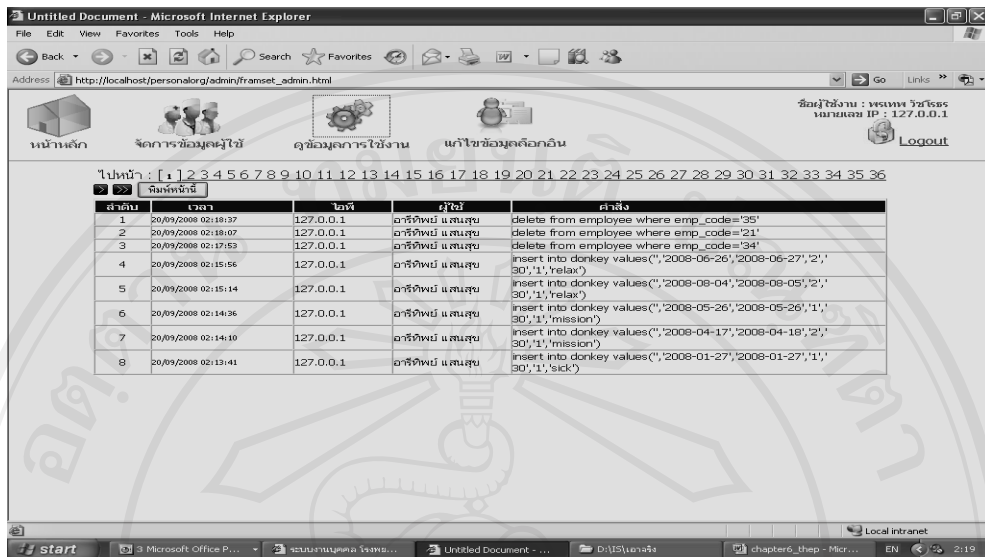 Untitled Document - Microsoft Internet Explorer
File Edit View Favorites Tools Help
Back Search Favorites
Address http://localhost/personalorg/admin/framset_admin.html Go Links »
ชื่อผู้ใช้งาน : พรเทพ วัชโรธร
หมายเลข IP : 127.0.0.1
Logout
หน้าหลัก จัดการข้อมูลผู้ใช้ ดูข้อมูลการใช้งาน แก้ไขข้อมูลล๊อกอิน
ไปหน้า : [ 1 ] 2 3 4 5 6 7 8 9 10 11 12 13 14 15 16 17 18 19 20 21 22 23 24 25 26 27 28 29 30 31 32 33 34 35 36
> >> พิมพ์หน้านี้
ลำดับ เวลา ไอพี ผู้ใช้ คำสั่ง
1 20/09/2008 02:18:37 127.0.0.1 อารีทิพย์ แสนสุข delete from employee where emp_code='35'
2 20/09/2008 02:18:07 127.0.0.1 อารีทิพย์ แสนสุข delete from employee where emp_code='21'
3 20/09/2008 02:17:53 127.0.0.1 อารีทิพย์ แสนสุข delete from employee where emp_code='34'
4 20/09/2008 02:15:56 127.0.0.1 อารีทิพย์ แสนสุข insert into donkey values('','2008-06-26','2008-06-27','2','
30','1','relax')
5 20/09/2008 02:15:14 127.0.0.1 อารีทิพย์ แสนสุข insert into donkey values('','2008-08-04','2008-08-05','2','
30','1','relax')
6 20/09/2008 02:14:36 127.0.0.1 อารีทิพย์ แสนสุข insert into donkey values('','2008-05-26','2008-05-26','1','
30','1','mission')
7 20/09/2008 02:14:10 127.0.0.1 อารีทิพย์ แสนสุข insert into donkey values('','2008-04-17','2008-04-18','2','
30','1','mission')
8 20/09/2008 02:13:41 127.0.0.1 อารีทิพย์ แสนสุข insert into donkey values('','2008-01-27','2008-01-27','1','
30','1','sick')
Local intranet
start 3 Microsoft Office P... ระบบงานบุคคล โรงพย... Untitled Document - ... D:\IS\เอาจริง chapter6_thep - Micr... EN 2:19